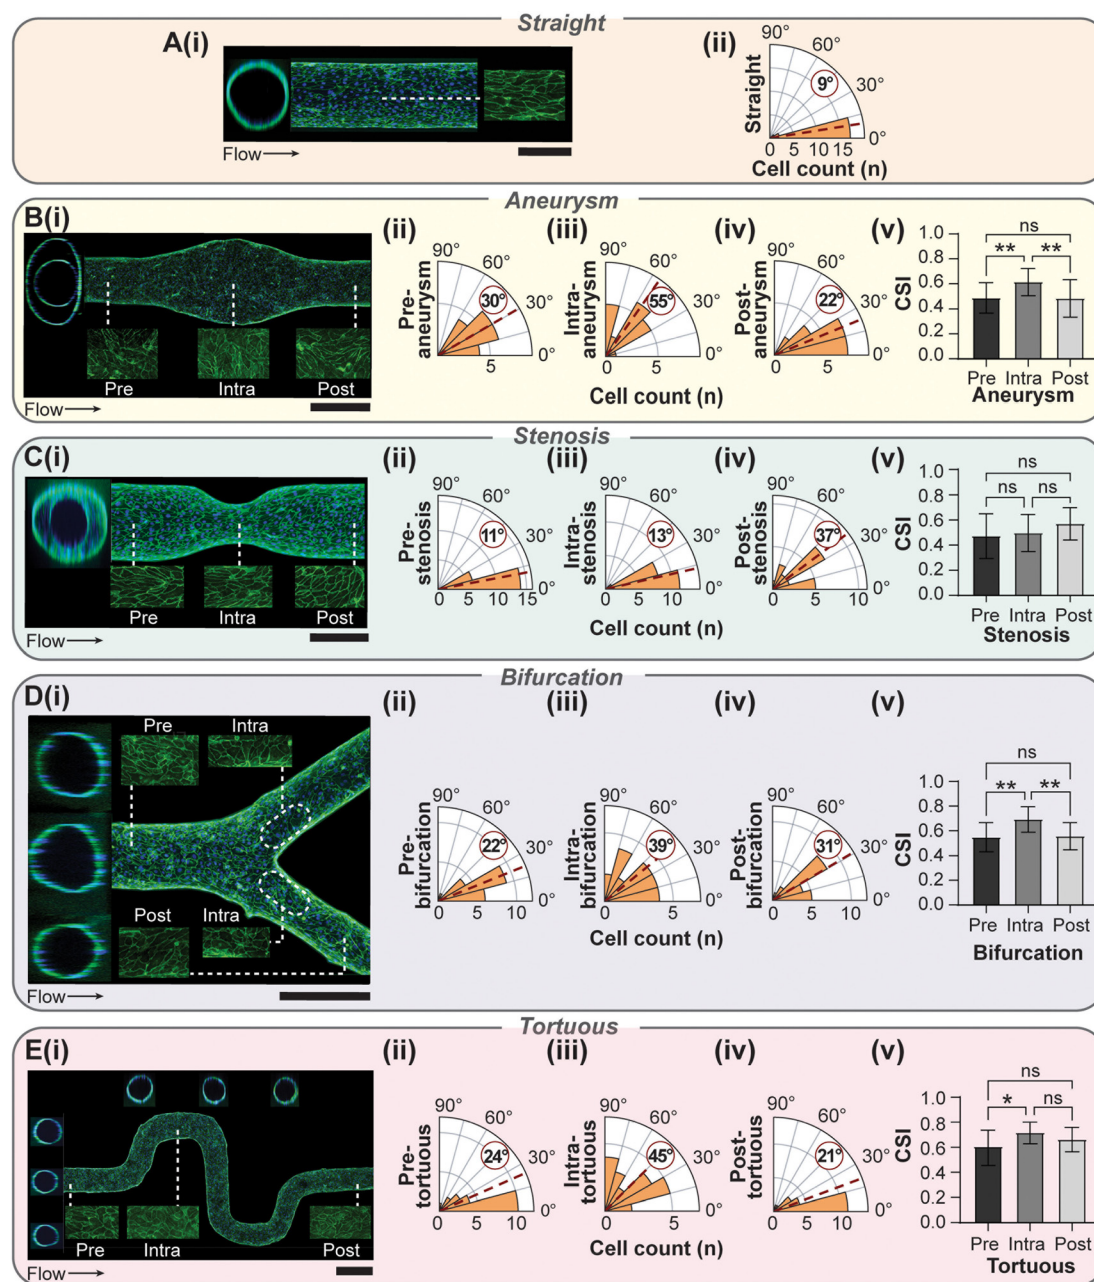 Straight
A(i)
Flow
(ii)
Straight
90°
60°
30°
0°
9°
0 5 10 15
Cell count (n)
Aneurysm
B(i)
Pre
Intra
Post
Flow
(ii)
Pre-
aneurysm
90°
60°
30°
0°
30°
0 5
(iii)
Intra-
aneurysm
90°
60°
30°
0°
55°
0 5
Cell count (n)
(iv)
Post-
aneurysm
90°
60°
30°
0°
22°
0 5
(v)
CSI
1.0
0.8
0.6
0.4
0.2
0.0
ns
** **
Pre Intra Post
Aneurysm
Stenosis
C(i)
Pre
Intra
Post
Flow
(ii)
Pre-
stenosis
90°
60°
30°
0°
11°
0 5 10 15
(iii)
Intra-
stenosis
90°
60°
30°
0°
13°
0 5 10
Cell count (n)
(iv)
Post-
stenosis
90°
60°
30°
0°
37°
0 5 10
(v)
CSI
1.0
0.8
0.6
0.4
0.2
0.0
ns
ns ns
Pre Intra Post
Stenosis
Bifurcation
D(i)
Pre
Intra
Post
Intra
Flow
(ii)
Pre-
bifurcation
90°
60°
30°
0°
22°
0 5 10
(iii)
Intra-
bifurcation
90°
60°
30°
0°
39°
0 5
Cell count (n)
(iv)
Post-
bifurcation
90°
60°
30°
0°
31°
0 5 10
(v)
CSI
1.0
0.8
0.6
0.4
0.2
0.0
ns
** **
Pre Intra Post
Bifurcation
Tortuous
E(i)
Pre
Intra
Post
Flow
(ii)
Pre-
tortuous
90°
60°
30°
0°
24°
0 5 10
(iii)
Intra-
tortuous
90°
60°
30°
0°
45°
0 5
Cell count (n)
(iv)
Post-
tortuous
90°
60°
30°
0°
21°
0 5 10
(v)
CSI
1.0
0.8
0.6
0.4
0.2
0.0
ns
* ns
Pre Intra Post
Tortuous